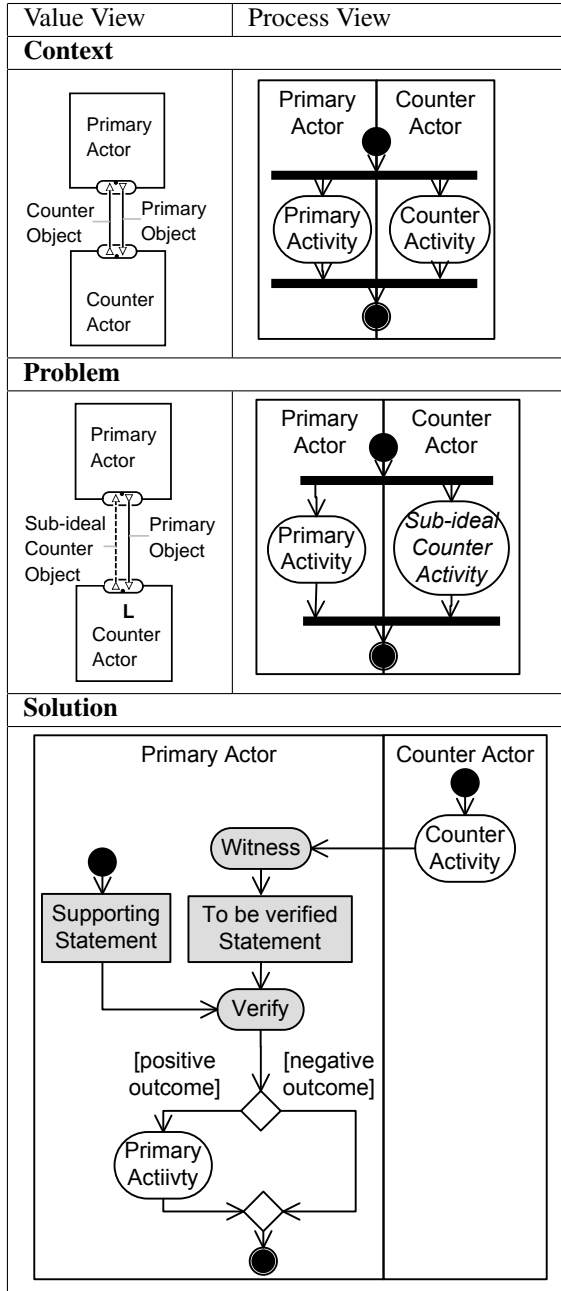 Value View
Process View
Context
Primary
Actor
Counter
Object
Primary
Object
Counter
Actor
Primary
Actor
Counter
Actor
Primary
Activity
Counter
Activity
Problem
Primary
Actor
Sub-ideal
Counter
Object
Primary
Object
L
Counter
Actor
Primary
Actor
Counter
Actor
Primary
Activity
Sub-ideal
Counter
Activity
Solution
Primary Actor
Counter Actor
Counter
Activity
Witness
Supporting
Statement
To be verified
Statement
Verify
[positive
outcome]
[negative
outcome]
Primary
Actiivty